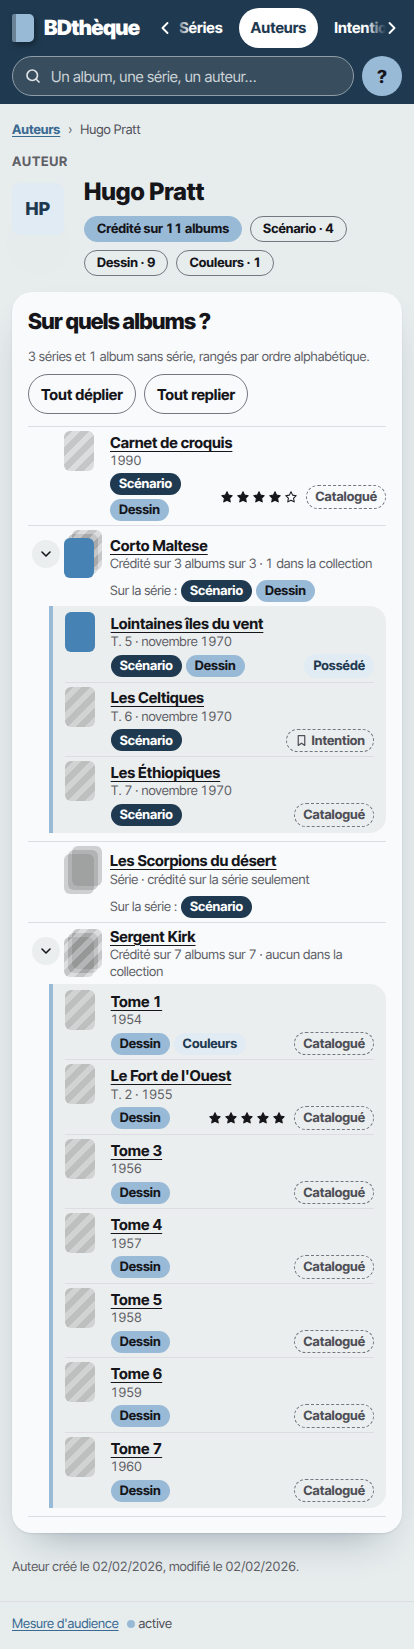 BDthèque
Séries
Auteurs
Intentio
Un album, une série, un auteur...
?
Auteurs › Hugo Pratt
AUTEUR
HP
Hugo Pratt
Crédité sur 11 albums
Scénario · 4
Dessin · 9
Couleurs · 1
Sur quels albums ?
3 séries et 1 album sans série, rangés par ordre alphabétique.
Tout déplier
Tout replier
Carnet de croquis
1990
Scénario
Dessin
★★★★☆ Catalogué
Corto Maltese
Crédité sur 3 albums sur 3 · 1 dans la collection
Sur la série : Scénario Dessin
Lointaines îles du vent
T. 5 · novembre 1970
Scénario Dessin Possédé
Les Celtiques
T. 6 · novembre 1970
Scénario Intention
Les Éthiopiques
T. 7 · novembre 1970
Scénario Catalogué
Les Scorpions du désert
Série · crédité sur la série seulement
Sur la série : Scénario
Sergent Kirk
Crédité sur 7 albums sur 7 · aucun dans la
collection
Tome 1
1954
Dessin Couleurs Catalogué
Le Fort de l'Ouest
T. 2 · 1955
Dessin ★★★★★ Catalogué
Tome 3
1956
Dessin Catalogué
Tome 4
1957
Dessin Catalogué
Tome 5
1958
Dessin Catalogué
Tome 6
1959
Dessin Catalogué
Tome 7
1960
Dessin Catalogué
Auteur créé le 02/02/2026, modifié le 02/02/2026.
Mesure d'audience active